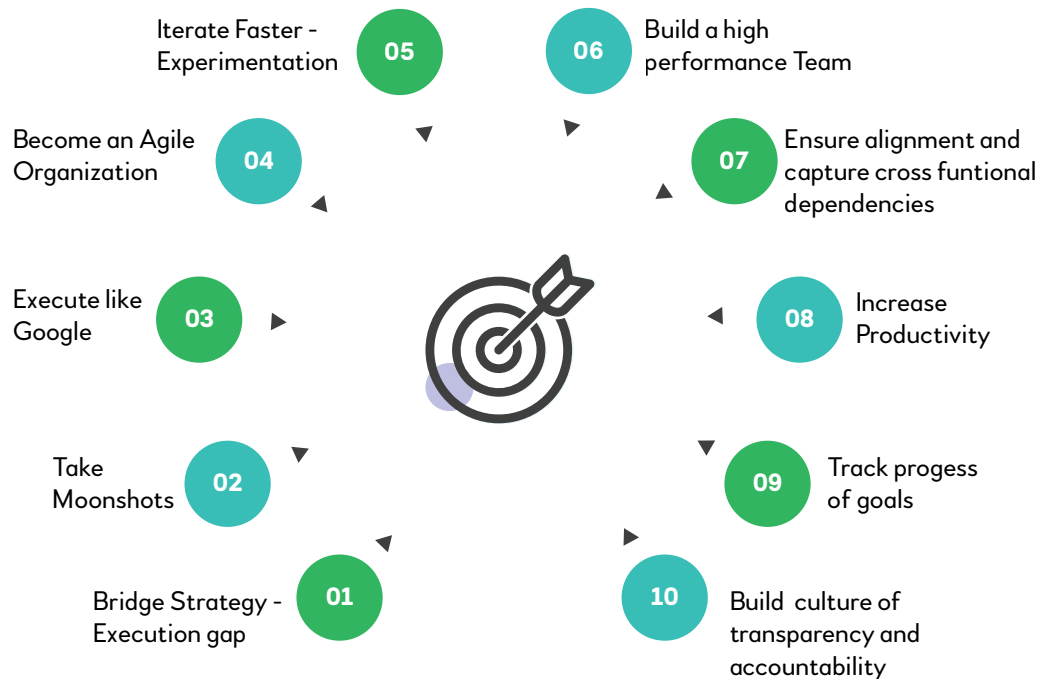 01
Bridge Strategy -
Execution gap
02
Take
Moonshots
03
Execute like
Google
04
Become an Agile
Organization
05
Iterate Faster -
Experimentation
06
Build a high
performance Team
07
Ensure alignment and
capture cross funtional
dependencies
08
Increase
Productivity
09
Track progess
of goals
10
Build culture of
transparency and
accountability